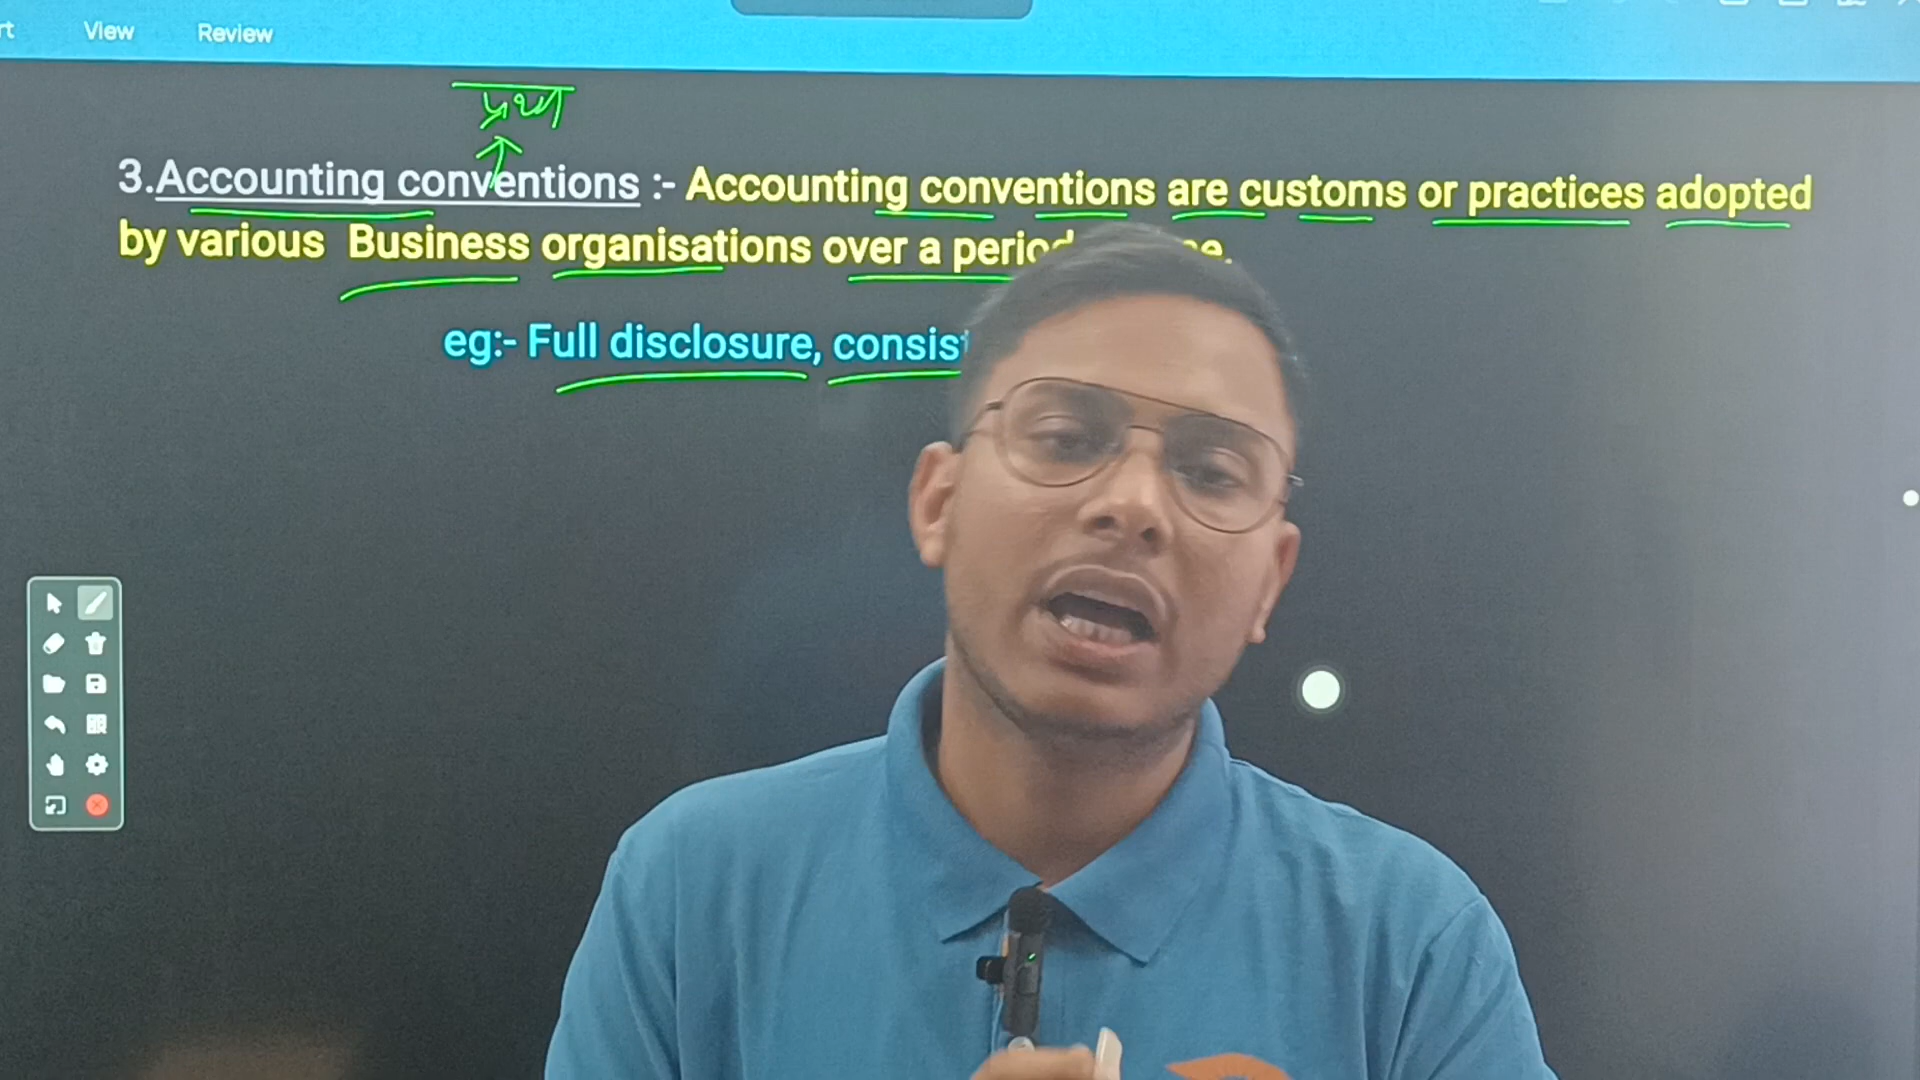 View Review
प्रथा
3.Accounting conventions :- Accounting conventions are customs or practices adopted
by various Business organisations over a period
eg:- Full disclosure,